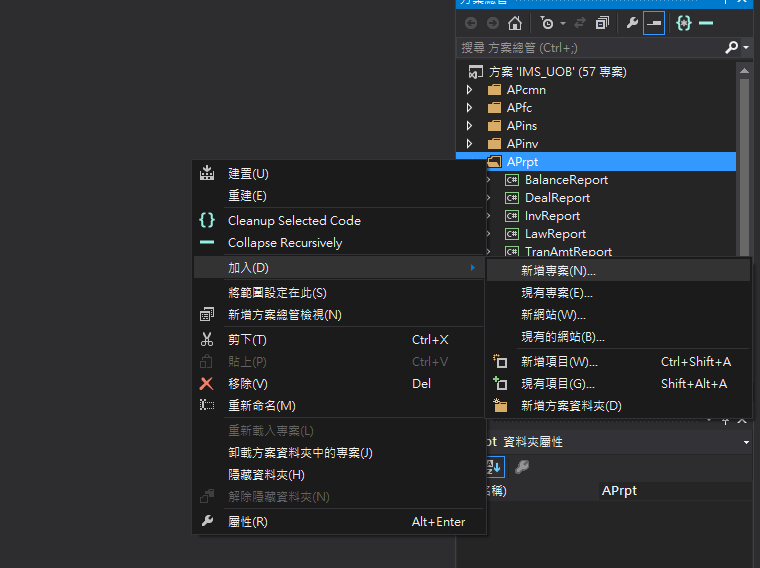 方案總管
搜尋 方案總管 (Ctrl+;)
方案 'IMS_UOB' (57 專案)
APcmn
APfc
APins
APinv
APrpt
C# BalanceReport
C# DealReport
C# InvReport
C# LawReport
C# TranAmtReport
建置(U)
重建(E)
Cleanup Selected Code
Collapse Recursively
加入(D)
將範圍設定在此(S)
新增方案總管檢視(N)
剪下(T) Ctrl+X
貼上(P) Ctrl+V
移除(V) Del
重新命名(M)
重新載入專案(L)
卸載方案資料夾中的專案(J)
隱藏資料夾(H)
解除隱藏資料夾(N)
屬性(R) Alt+Enter
新增專案(N)...
現有專案(E)...
新網站(W)...
現有的網站(B)...
新增項目(W)... Ctrl+Shift+A
現有項目(G)... Shift+Alt+A
新增方案資料夾(D)
pt 資料夾屬性
名稱) APrpt